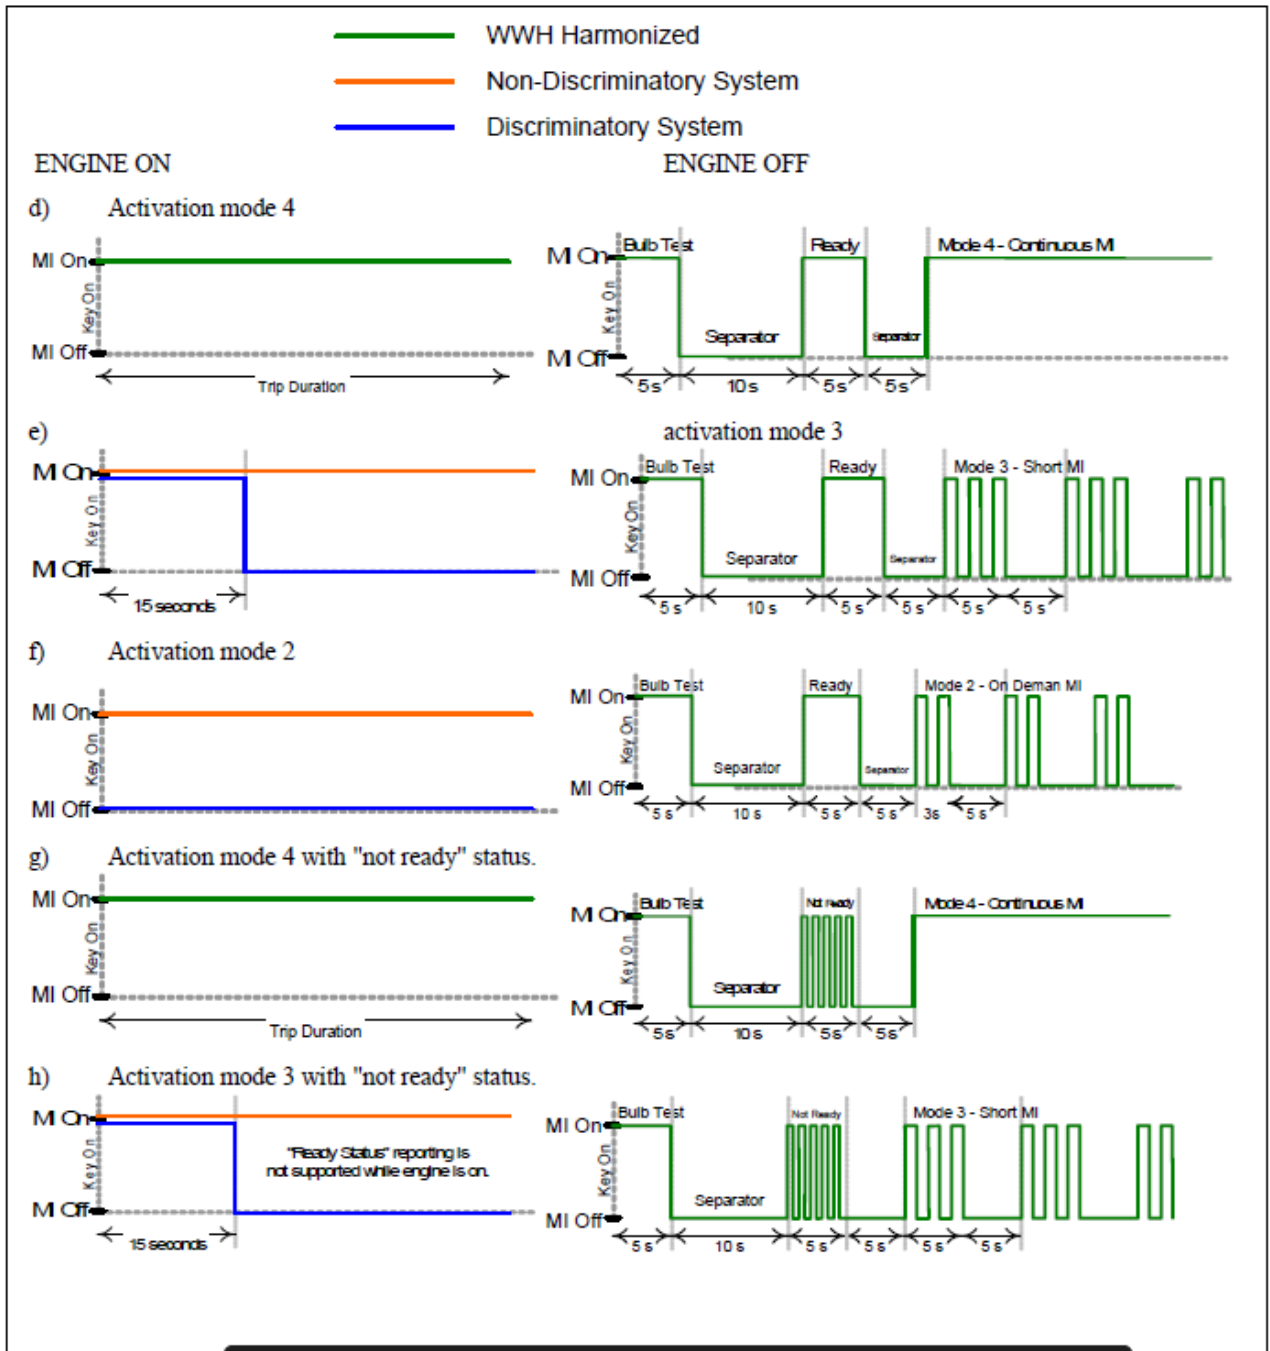 WWH Harmonized
Non-Discriminatory System
Discriminatory System
ENGINE ON ENGINE OFF
d) Activation mode 4
MI On
Key On
MI Off
Trip Duration
Bulb Test Ready Mode 4 - Continuous MI
MI On
Key On
Separator Separator
MI Off
5 s 10 s 5 s 5 s
e) activation mode 3
MI On
Key On
MI Off
15 seconds
Bulb Test Ready Mode 3 - Short MI
MI On
Key On
Separator Separator
MI Off
5 s 10 s 5 s 5 s 5 s 5 s
f) Activation mode 2
MI On
Key On
MI Off
Bulb Test Ready Mode 2 - On Deman MI
MI On
Key On
Separator Separator
MI Off
5 s 10 s 5 s 5 s 3s 5 s
g) Activation mode 4 with "not ready" status.
MI On
Key On
MI Off
Trip Duration
Bulb Test Not Ready Mode 4 - Continuous MI
MI On
Key On
Separator
MI Off
5 s 10 s 5 s 5 s
h) Activation mode 3 with "not ready" status.
MI On
Key On
MI Off
"Ready Status" reporting is
not supported while engine is on.
15 seconds
Bulb Test Not Ready Mode 3 - Short MI
MI On
Key On
Separator
MI Off
5 s 10 s 5 s 5 s 5 s 5 s